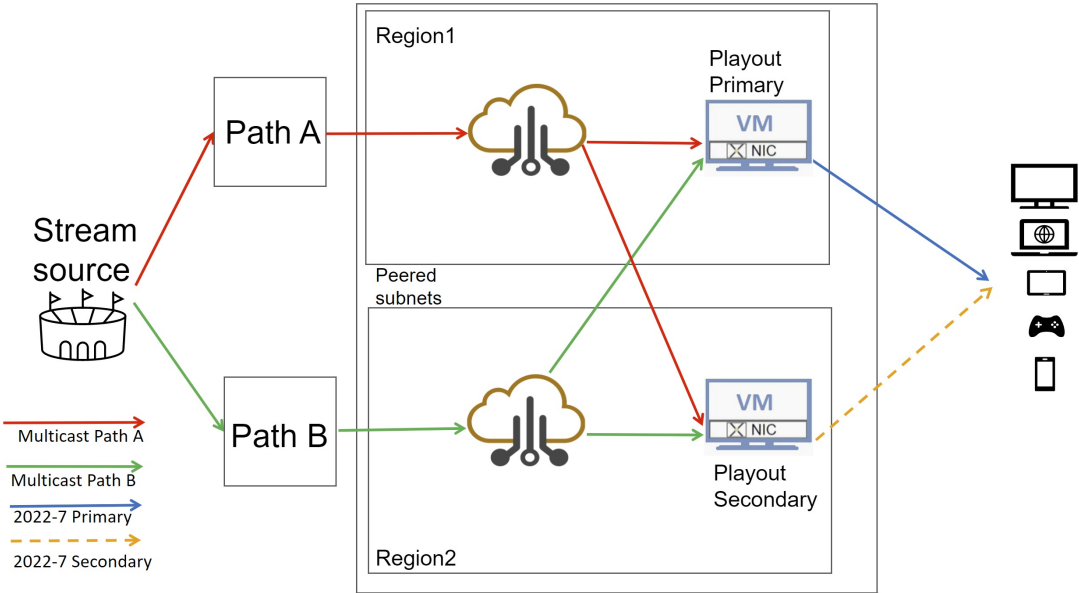 Region1
Playout
Primary
VM
NIC
Path A
Stream
source
Peered
subnets
Path B
VM
NIC
Playout
Secondary
Region2
Multicast Path A
Multicast Path B
2022-7 Primary
2022-7 Secondary